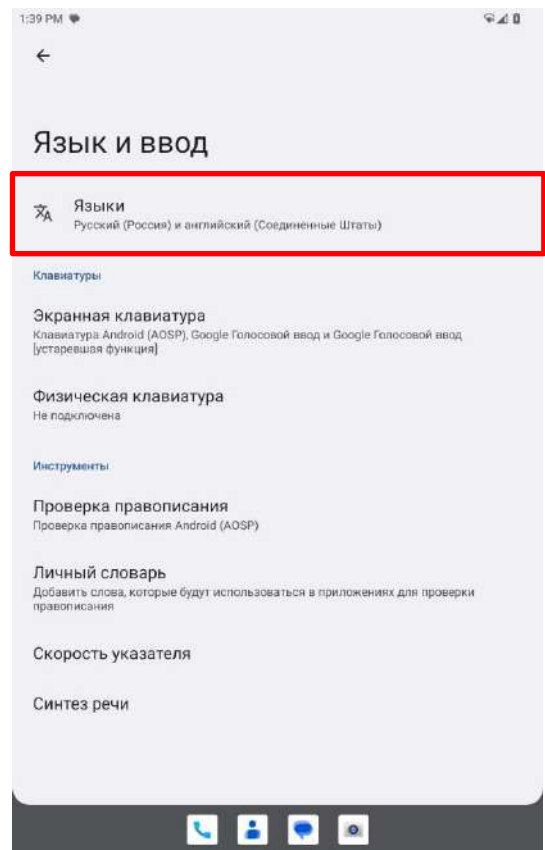 1:39 PM
Язык и ввод
Языки
Русский (Россия) и английский (Соединенные Штаты)
Клавиатуры
Экранная клавиатура
Клавиатура Android (AOSP), Google Голосовой ввод и Google Голосовой ввод
[устаревшая функция]
Физическая клавиатура
Не подключена
Инструменты
Проверка правописания
Проверка правописания Android (AOSP)
Личный словарь
Добавить слова, которые будут использоваться в приложениях для проверки
правописания
Скорость указателя
Синтез речи